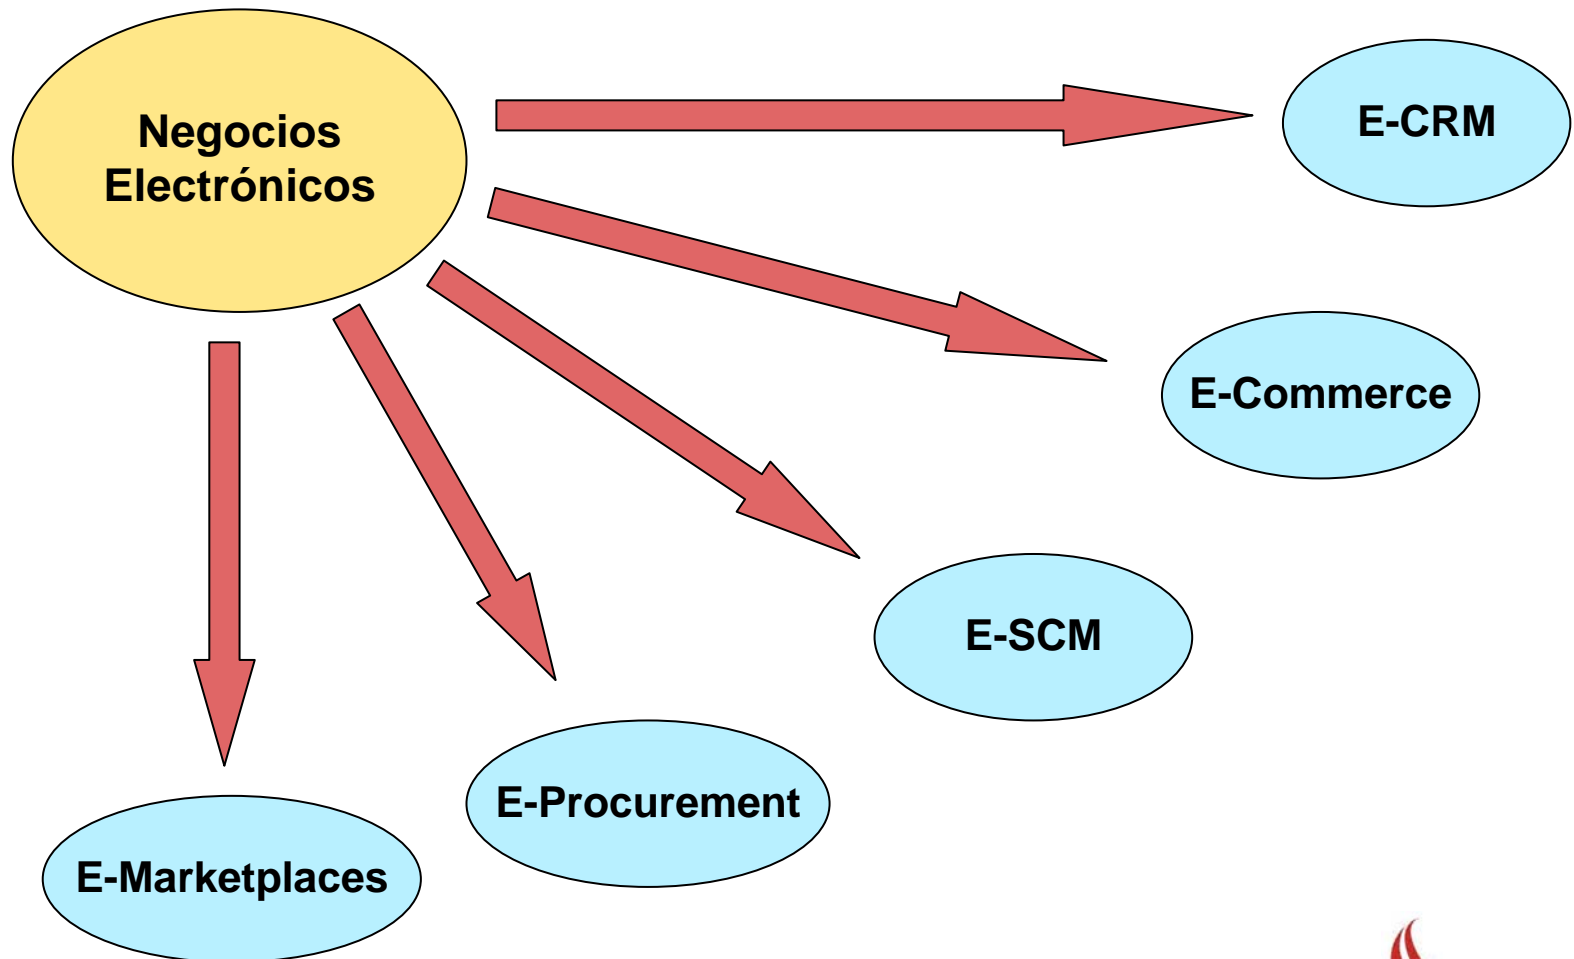 Negocios
Electrónicos
E-CRM
E-Commerce
E-SCM
E-Procurement
E-Marketplaces